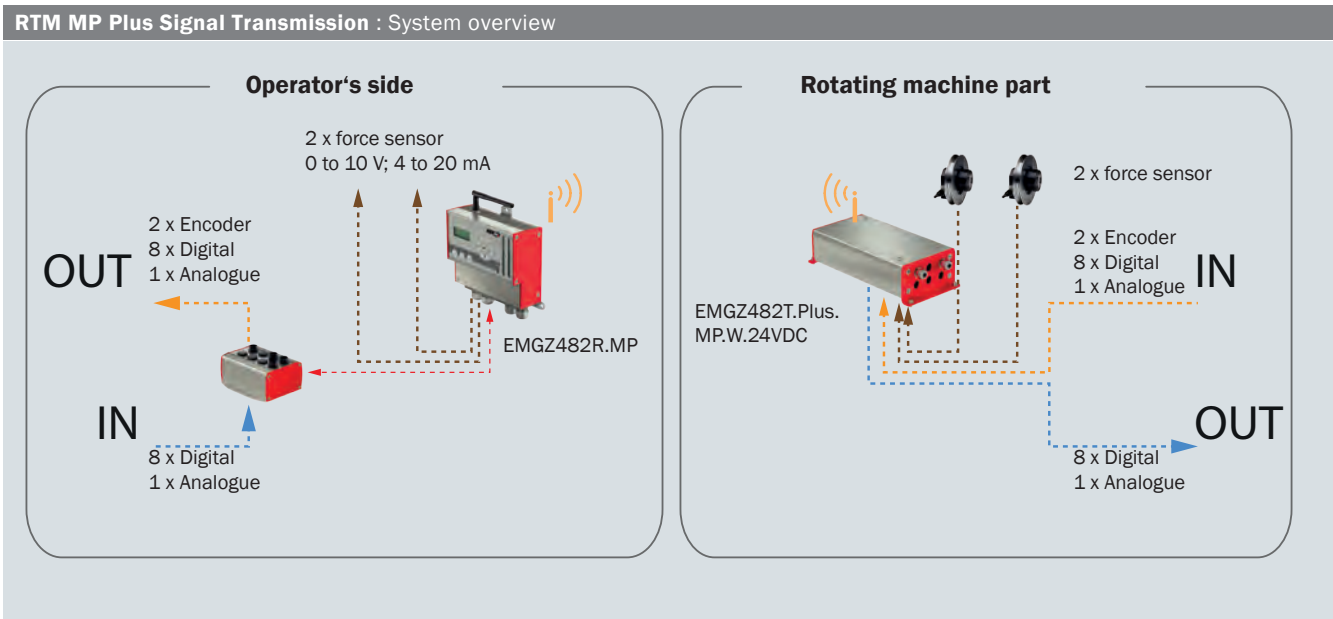 RTM MP Plus Signal Transmission : System overview
Operator‘s side
2 x force sensor
0 to 10 V; 4 to 20 mA
2 x Encoder
8 x Digital
1 x Analogue
OUT
EMGZ482R.MP
IN
8 x Digital
1 x Analogue
Rotating machine part
2 x force sensor
2 x Encoder
8 x Digital
1 x Analogue
IN
EMGZ482T.Plus.
MP.W.24VDC
OUT
8 x Digital
1 x Analogue